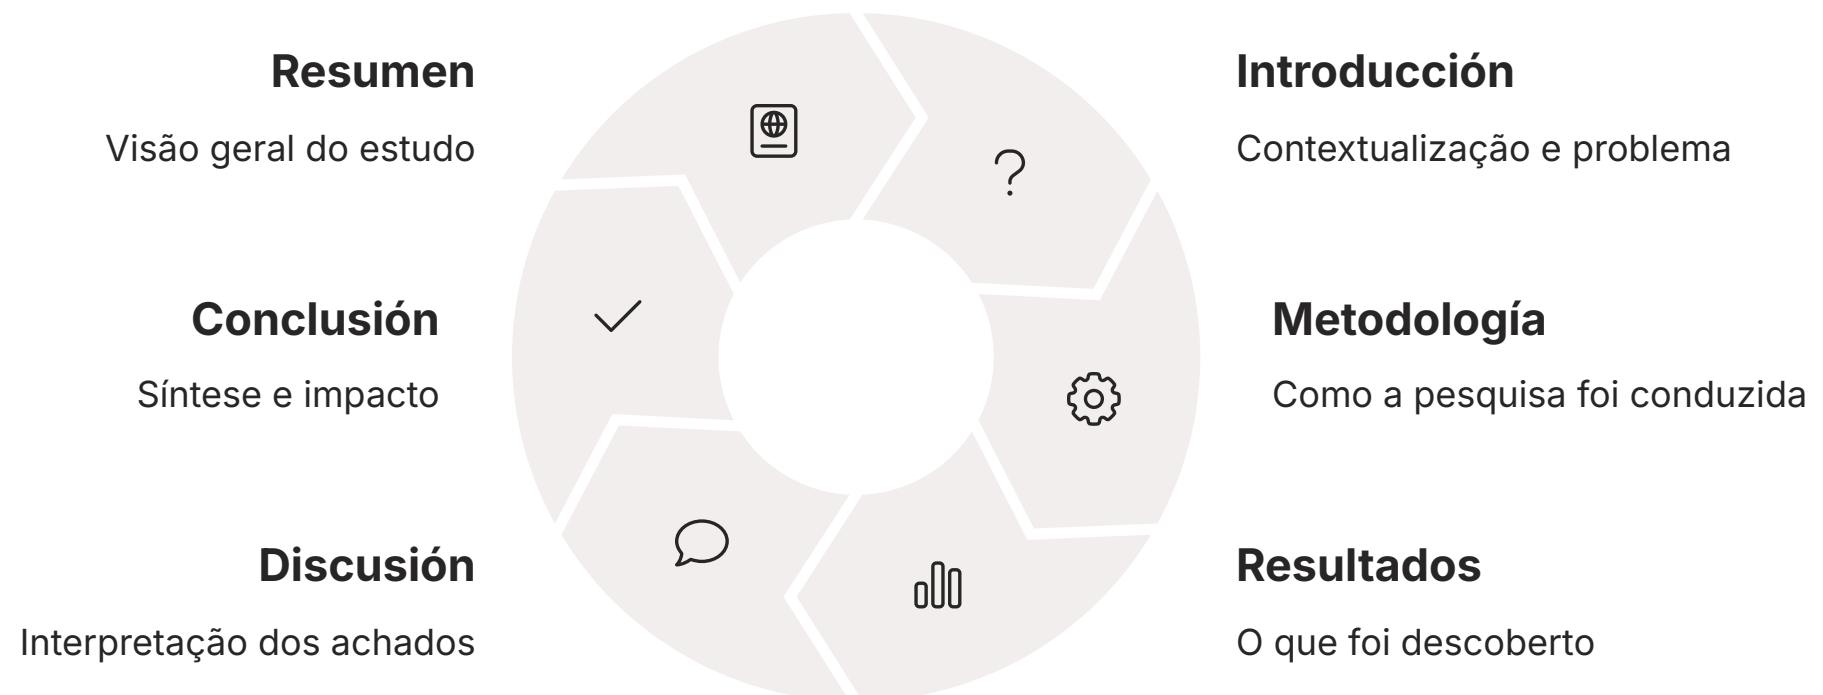 Resumen
Visão geral do estudo
Introducción
Contextualização e problema
Conclusión
Síntese e impacto
Metodología
Como a pesquisa foi conduzida
Discusión
Interpretação dos achados
Resultados
O que foi descoberto